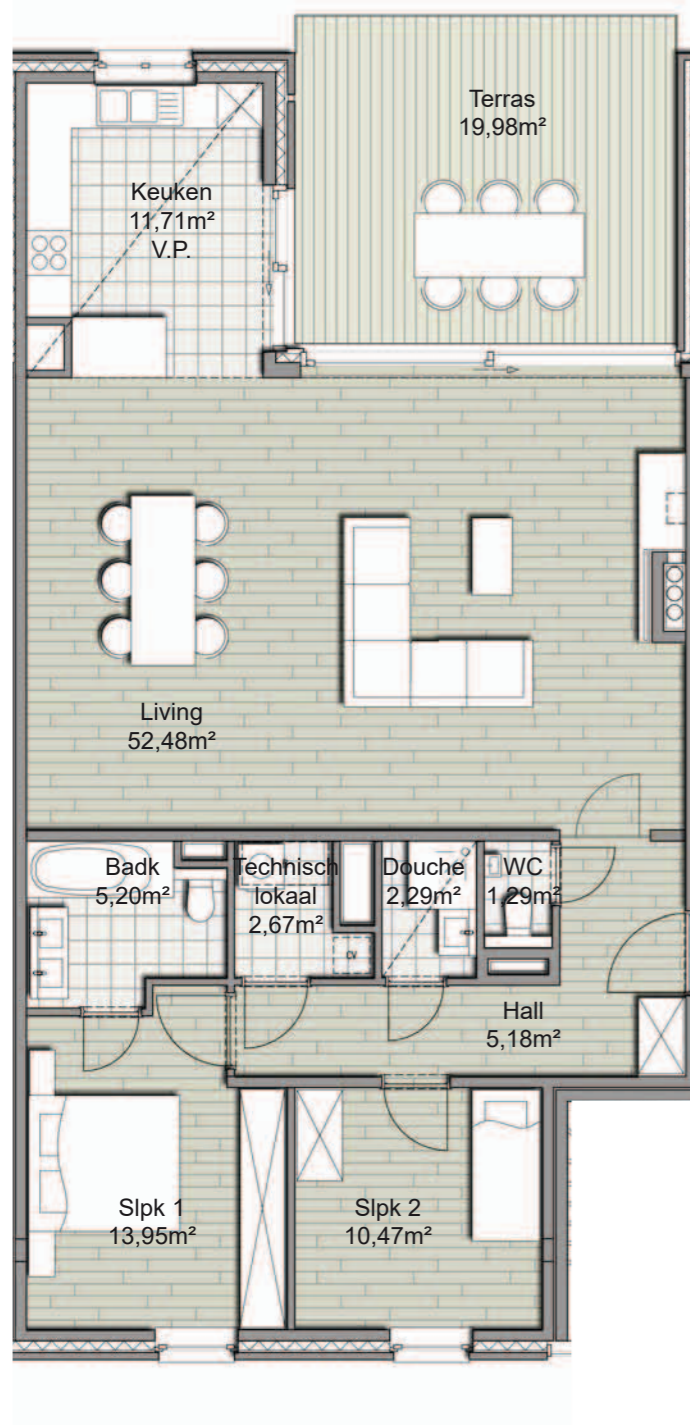 Terras
19,98m²
Keuken
11,71m²
V.P.
Living
52,48m²
Badk
5,20m²
Technisch
lokaal
2,67m²
Douche
2,29m²
WC
1,29m²
CV
Hall
5,18m²
Slpk 1
13,95m²
Slpk 2
10,47m²